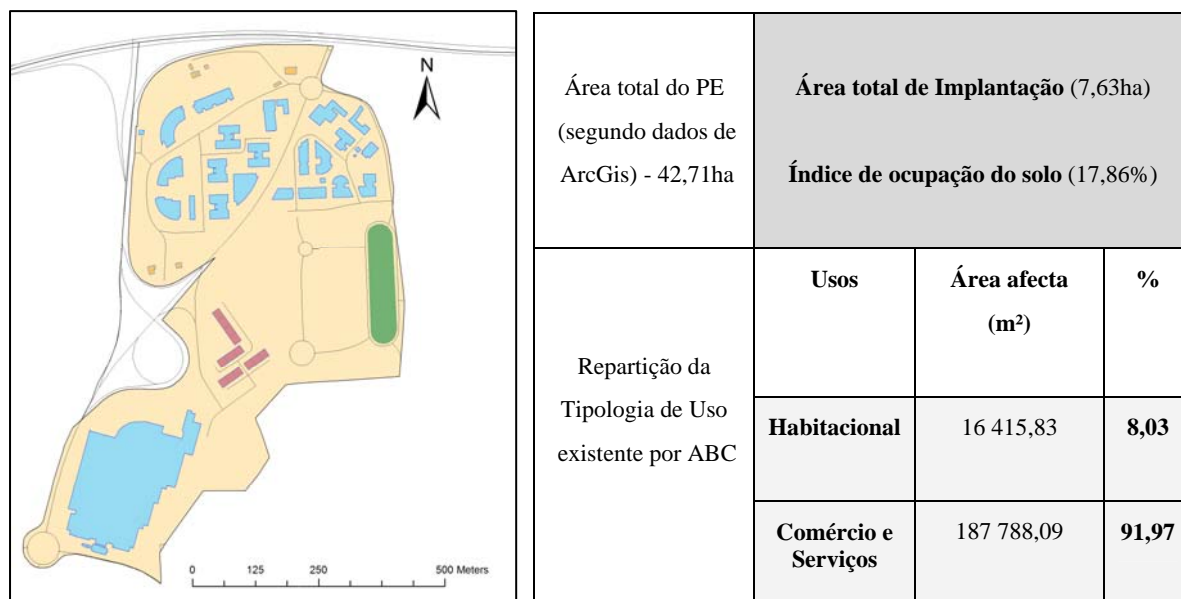 N
0 125 250 500 Meters
Área total do PE
(segundo dados de
ArcGis) - 42,71ha
Área total de Implantação (7,63ha)
Índice de ocupação do solo (17,86%)
Repartição da
Tipologia de Uso
existente por ABC
Usos
Área afecta
(m²)
%
Habitacional
16 415,83
8,03
Comércio e
Serviços
187 788,09
91,97